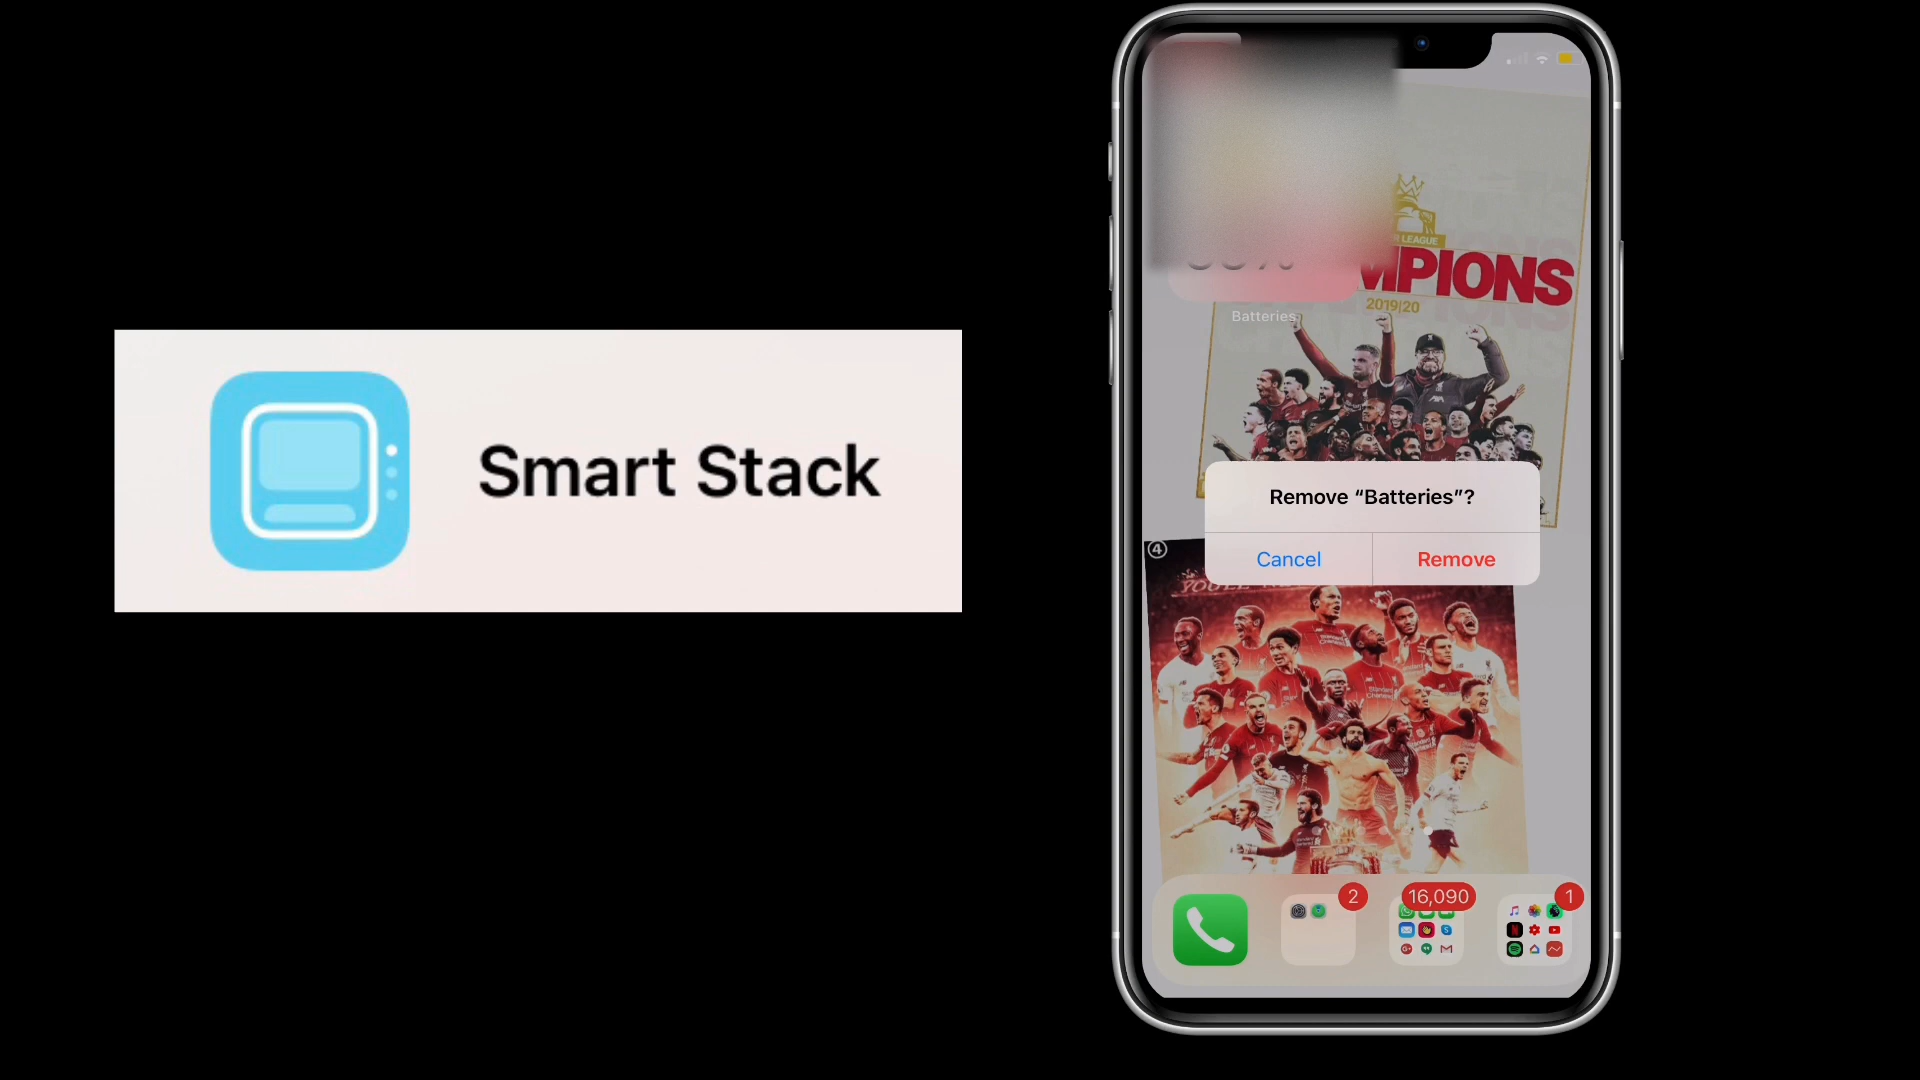 Smart Stack
LEAGUE
MPIONS
2019|20
Batteries
Remove “Batteries”?
Cancel
Remove
4
2
16,090
1